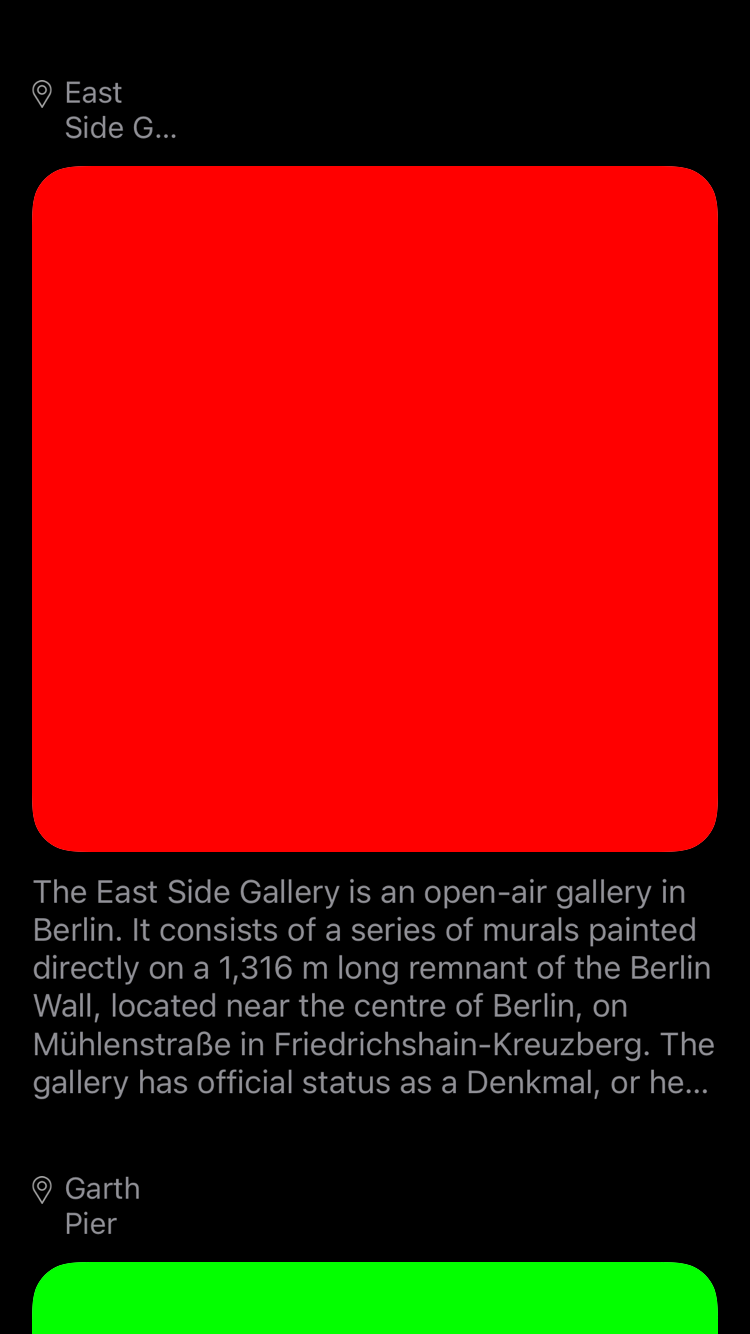 East
Side G...
The East Side Gallery is an open-air gallery in
Berlin. It consists of a series of murals painted
directly on a 1,316 m long remnant of the Berlin
Wall, located near the centre of Berlin, on
Mühlenstraße in Friedrichshain-Kreuzberg. The
gallery has official status as a Denkmal, or he...
Garth
Pier